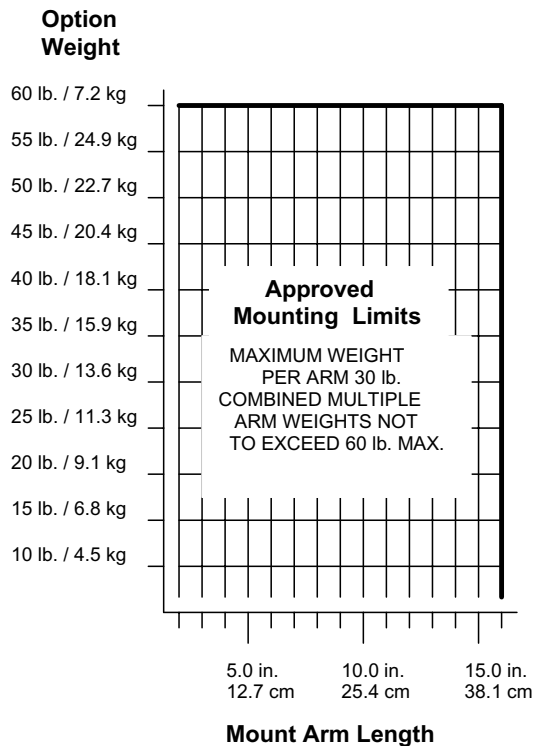 Option
Weight
60 lb. / 7.2 kg
55 lb. / 24.9 kg
50 lb. / 22.7 kg
45 lb. / 20.4 kg
40 lb. / 18.1 kg
35 lb. / 15.9 kg
30 lb. / 13.6 kg
25 lb. / 11.3 kg
20 lb. / 9.1 kg
15 lb. / 6.8 kg
10 lb. / 4.5 kg
Approved
Mounting Limits
MAXIMUM WEIGHT
PER ARM 30 lb.
COMBINED MULTIPLE
ARM WEIGHTS NOT
TO EXCEED 60 lb. MAX.
5.0 in. 10.0 in. 15.0 in.
12.7 cm 25.4 cm 38.1 cm
Mount Arm Length